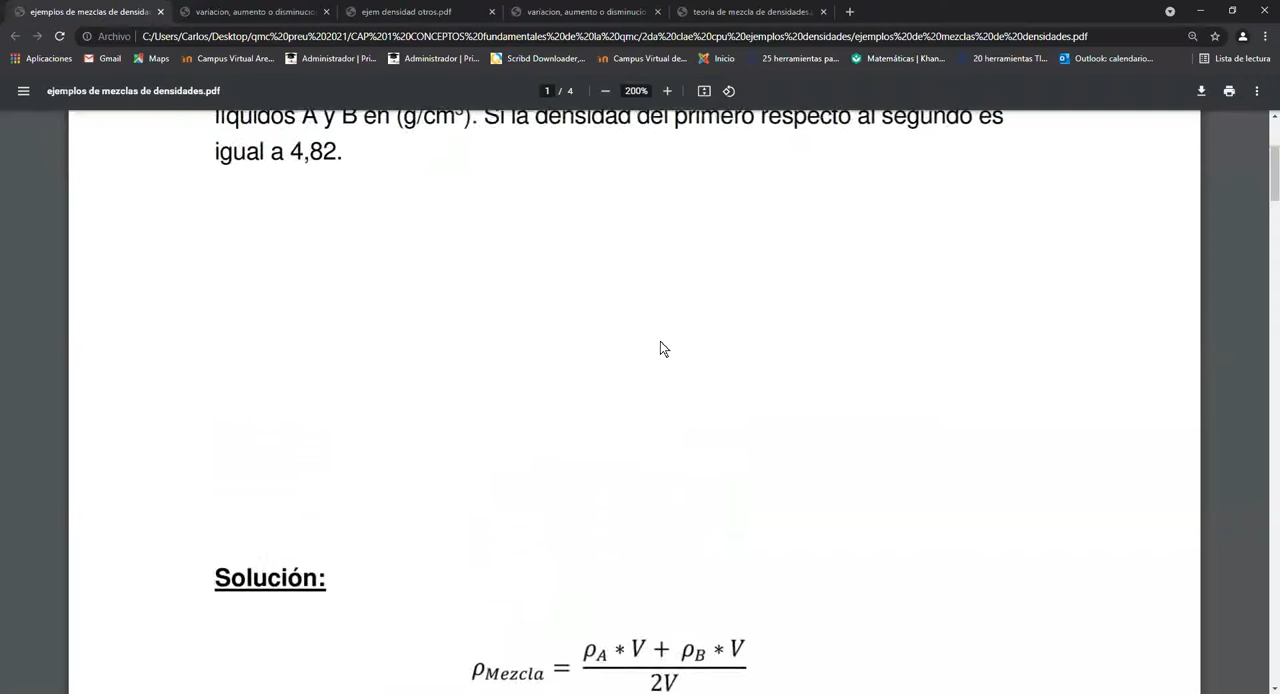 ejemplos de mezclas de densida
variacion, aumento o disminucio
ejem densidad otros.pdf
variacion, aumento o disminucio
teoria de mezcla de densidades.
Archivo
C:/Users/Carlos/Desktop/qmc%20preu%202021/CAP%201%20CONCEPTOS%20fundamentales%20de%20la%20qmc/2da%20clae%20cpu%20ejemplos%20densidades/ejemplos%20de%20mezclas%20de%20densidades.pdf
Aplicaciones
Gmail
Maps
Campus Virtual Are...
Administrador | Pri...
Administrador | Pri...
Scribd Downloader,...
Campus Virtual de...
Inicio
25 herramientas pa...
Matemáticas | Khan...
20 herramientas TI...
Outlook: calendario...
Lista de lectura
ejemplos de mezclas de densidades.pdf
1 / 4
200%
líquidos A y B en (g/cm³). Si la densidad del primero respecto al segundo es
igual a 4,82.
Solución:
ρMezcla = (ρA * V + ρB * V) / 2V